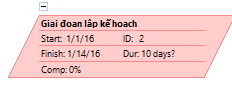 Giai đoan lập kế hoach
Start: 1/1/16 ID: 2
Finish: 1/14/16 Dur: 10 days?
Comp: 0%